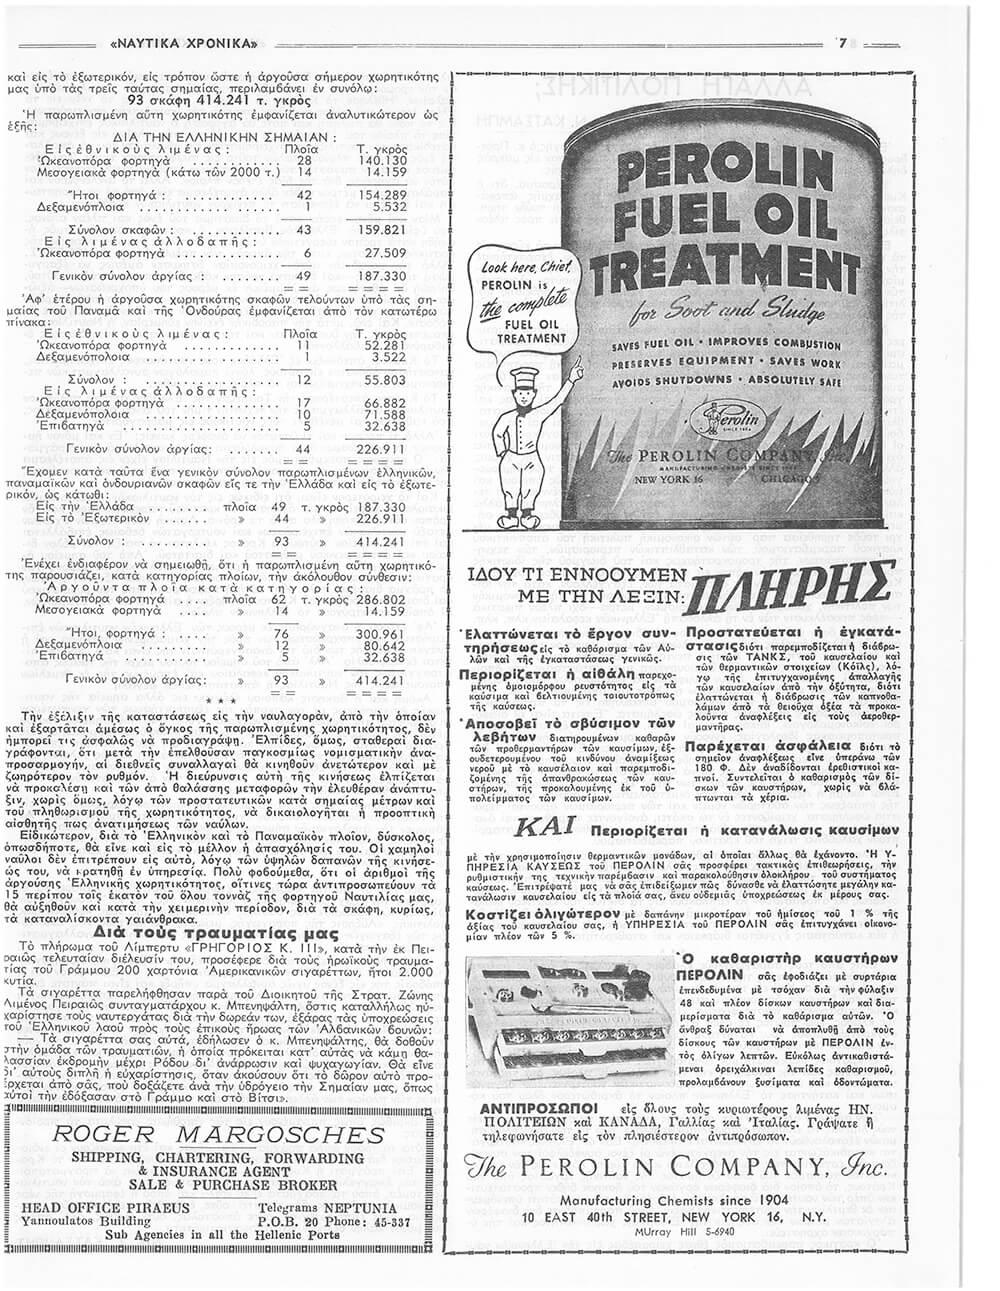 «ΝΑΥΤΙΚΑ ΧΡΟΝΙΚΑ»
7
καὶ εἰς τὸ ἐξωτερικόν, εἰς τρόπον ὥστε ἡ ἀργοῦσα σήμερον χωρητικότης
μας ὑπὸ τὰς τρεῖς ταύτας σημαίας, περιλαμβάνει ἐν συνόλῳ:
93 σκάφη 414.241 τ. γκρὸς
Ἡ παρωπλισμένη αὕτη χωρητικότης ἐμφανίζεται ἀναλυτικώτερον ὡς
ἑξῆς:
ΔΙΑ ΤΗΝ ΕΛΛΗΝΙΚΗΝ ΣΗΜΑΙΑΝ :
Εἰς ἐθνικοὺς λιμένας : Πλοῖα Τ. γκρὸς
Ὠκεανοπόρα φορτηγὰ ............ 28 140.130
Μεσογειακὰ φορτηγὰ (κάτω τῶν 2000 τ.) 14 14.159
Ἤτοι φορτηγά : ............ 42 154.289
Δεξαμενόπλοια .................. 1 5.532
Σύνολον σκαφῶν : ............ 43 159.821
Εἰς λιμένας ἀλλοδαπῆς :
Ὠκεανοπόρα φορτηγὰ ............ 6 27.509
Γενικὸν σύνολον ἀργίας : ........ 49 187.330
Ἀφ' ἑτέρου ἡ ἀργοῦσα χωρητικότης σκαφῶν τελούντων ὑπὸ τὰς ση-
μαίας τοῦ Παναμᾶ καὶ τῆς Ὁνδούρας ἐμφανίζεται ἀπὸ τὸν κατωτέρω
πίνακα:
Εἰς ἐθνικοὺς λιμένας : Πλοῖα Τ. γκρὸς
Ὠκεανοπόρα φορτηγὰ ............ 11 52.281
Δεξαμενόπλοια .................. 1 3.522
Σύνολον : .................. 12 55.803
Εἰς λιμένας ἀλλοδαπῆς :
Ὠκεανοπόρα φορτηγὰ ............ 17 66.882
Δεξαμενόπλοια .................. 10 71.588
Ἐπιβατηγὰ ..................... 5 32.638
Γενικὸν σύνολον ἀργίας: ........ 44 226.911
Ἔχομεν κατὰ ταῦτα ἕνα γενικὸν σύνολον παρωπλισμένων ἑλληνικῶν,
παναμαϊκῶν καὶ ὁνδουριανῶν σκαφῶν εἴς τε τὴν Ἑλλάδα καὶ εἰς τὸ ἐξωτε-
ρικόν, ὡς κάτωθι:
Εἰς τὴν Ἑλλάδα ........ πλοῖα 49 τ. γκρὸς 187.330
Εἰς τὸ Ἐξωτερικὸν ...... » 44 » 226.911
Σύνολον : .......... » 93 » 414.241
Ἐνέχει ἐνδιαφέρον νὰ σημειωθῇ, ὅτι ἡ παρωπλισμένη αὕτη χωρητικό-
της παρουσιάζει, κατὰ κατηγορίας πλοίων, τὴν ἀκόλουθον σύνθεσιν:
Ἀργοῦντα πλοῖα κατὰ κατηγορίας :
Ὠκεανοπόρα φορτηγὰ .... πλοῖα 62 τ. γκρὸς 286.802
Μεσογειακὰ φορτηγὰ .... » 14 » 14.159
Ἤτοι, φορτηγά : .... » 76 » 300.961
Δεξαμενόπλοια .......... » 12 » 80.642
Ἐπιβατηγὰ ............ » 5 » 32.638
Γενικὸν σύνολον ἀργίας: » 93 » 414.241
* * *
Τὴν ἐξέλιξιν τῆς καταστάσεως εἰς τὴν ναυλαγοράν, ἀπὸ τὴν ὁποίαν
καὶ ἐξαρτᾶται ἀμέσως ὁ ὄγκος τῆς παρωπλισμένης χωρητικότητος, δὲν
ἠμπορεῖ τις ἀσφαλῶς νὰ προδιαγράψῃ. Ἐλπίδες, ὅμως, σταθεραὶ δια-
γράφονται, ὅτι μετὰ τὴν ἐπελθοῦσαν παγκοσμίως νομισματικὴν ἀνα-
προσαρμογήν, αἱ διεθνεῖς συναλλαγαὶ θὰ κινηθοῦν ἀνετώτερον καὶ μὲ
ζωηρότερον τὸν ρυθμόν. Ἡ διεύρυνσις αὐτὴ τῆς κινήσεως ἐλπίζεται
νὰ προκαλέσῃ καὶ τῶν ἀπὸ θαλάσσης μεταφορῶν τὴν ἐλευθέραν ἀνάπτυ-
ξιν, χωρὶς ὅμως, λόγῳ τῶν προστατευτικῶν κατὰ σημαίας μέτρων καὶ
τοῦ πληθωρισμοῦ τῆς χωρητικότητος, νὰ δικαιολογῆται ἡ προοπτικὴ
αἰσθητῆς πως ἀνατιμήσεως τῶν ναύλων.
Εἰδικώτερον, διὰ τὸ Ἑλληνικὸν καὶ τὸ Παναμαϊκὸν πλοῖον, δύσκολος,
ὁπωσδήποτε, θὰ εἶνε καὶ εἰς τὸ μέλλον ἡ ἀπασχόλησίς του. Οἱ χαμηλοὶ
ναῦλοι δὲν ἐπιτρέπουν εἰς αὐτό, λόγῳ τῶν ὑψηλῶν δαπανῶν τῆς κινήσε-
ώς του, νὰ κρατηθῇ ἐν ὑπηρεσίᾳ. Πολὺ φοβούμεθα, ὅτι οἱ ἀριθμοὶ τῆς
ἀργούσης Ἑλληνικῆς χωρητικότητος, οἵτινες τώρα ἀντιπροσωπεύουν τὰ
15 περίπου τοῖς ἑκατὸν τοῦ ὅλου τοννὰζ τῆς φορτηγοῦ Ναυτιλίας μας,
θὰ αὐξηθοῦν καὶ κατὰ τὴν χειμερινὴν περίοδον, διὰ τὰ σκάφη, κυρίως,
τὰ καταναλίσκοντα γαιάνθρακα.
Διὰ τοὺς τραυματίας μας
Τὸ πλήρωμα τοῦ Λίμπερτυ «ΓΡΗΓΟΡΙΟΣ Κ. ΙΙΙ», κατὰ τὴν ἐκ Πει-
ραιῶς τελευταίαν διέλευσίν του, προσέφερε διὰ τοὺς ἡρωϊκοὺς τραυμα-
τίας τοῦ Γράμμου 200 χαρτόνια Ἀμερικανικῶν σιγαρέττων, ἤτοι 2.000
κυτία.
Τὰ σιγαρέττα παρελήφθησαν παρὰ τοῦ Διοικητοῦ τῆς Στρατ. Ζώνης
Λιμένος Πειραιῶς συνταγματάρχου κ. Μπενηψάλτη, ὅστις καταλλήλως ηὐ-
χαρίστησε τοὺς ναυτεργάτας διὰ τὴν δωρεάν των, ἐξάρας τὰς ὑποχρεώσεις
τοῦ Ἑλληνικοῦ λαοῦ πρὸς τοὺς ἐπικοὺς ἥρωας τῶν Ἀλβανικῶν βουνῶν:
— Τὰ σιγαρέττα σας αὐτά, ἐδήλωσεν ὁ κ. Μπενηψάλτης, θὰ δοθοῦν
στὴν ὁμάδα τῶν τραυματιῶν, ἡ ὁποία πρόκειται κατ' αὐτὰς νὰ κάμῃ θα-
λασσίαν ἐκδρομὴν μέχρι Ρόδου δι' ἀνάρρωσιν καὶ ψυχαγωγίαν. Θὰ εἶνε
δι' αὐτοὺς διπλῆ ἡ εὐχαρίστησις, ὅταν ἀκούσουν ὅτι τὸ δῶρον αὐτὸ προ-
έρχεται ἀπὸ σᾶς, ποὺ δοξάζετε ἀνὰ τὴν ὑδρόγειο τὴν Σημαίαν μας, ὅπως
αὐτοὶ τὴν ἐδόξασαν στὸ Γράμμο καὶ στὸ Βίτσι».
ROGER MARGOSCHES
SHIPPING, CHARTERING, FORWARDING
& INSURANCE AGENT
SALE & PURCHASE BROKER
HEAD OFFICE PIRAEUS Telegrams NEPTUNIA
Yannoulatos Building P.O.B. 20 Phone: 45-337
Sub Agencies in all the Hellenic Ports
PEROLIN
FUEL OIL
TREATMENT
for Soot and Sludge
SAVES FUEL OIL • IMPROVES COMBUSTION
PRESERVES EQUIPMENT • SAVES WORK
AVOIDS SHUTDOWNS • ABSOLUTELY SAFE
Perolin
SINCE 1904
The PEROLIN COMPANY, Inc.
MANUFACTURING CHEMISTS SINCE 1904
NEW YORK 16 CHICAGO
Look here, Chief,
PEROLIN is
the complete
FUEL OIL
TREATMENT
ΙΔΟΥ ΤΙ ΕΝΝΟΟΥΜΕΝ
ΜΕ ΤΗΝ ΛΕΞΙΝ: ΠΛΗΡΗΣ
Ἐλαττώνεται τὸ ἔργον συν-
τηρήσεως εἰς τὸ καθάρισμα τῶν Αὐ-
λῶν καὶ τῆς ἐγκαταστάσεως γενικῶς.
Περιορίζεται ἡ αἰθάλη παρεχο-
μένης ὁμοιομόρφου ρευστότητος εἰς τὰ
καύσιμα καὶ βελτιουμένης τοιουτοτρόπως
τῆς καύσεως.
Ἀποσοβεῖ τὸ σβύσιμον τῶν
λεβήτων διατηρουμένων καθαρῶν
τῶν προθερμαντήρων τῶν καυσίμων, ἐξ-
ουδετερουμένου τοῦ κινδύνου ἀναμίξεως
νεροῦ μὲ τὸ καυσέλαιον καὶ παρεμποδι-
ζομένης τῆς ἀπανθρακώσεως τῶν καυ-
στήρων, τῆς προκαλουμένης ἐκ τοῦ ὑ-
πολείμματος τῶν καυσίμων.
Προστατεύεται ἡ ἐγκατά-
στασις διότι παρεμποδίζεται ἡ διάβρω-
σις τῶν ΤΑΝΚΣ, τοῦ καυσελαίου καὶ
τῶν θερμαντικῶν στοιχείων (Κόϊλς), λό-
γῳ τῆς ἐπιτυγχανομένης ἀπαλλαγῆς
τῶν καυσελαίων ἀπὸ τὴν ὀξύτητα, διότι
ἐλαττώνεται ἡ διάβρωσις τῶν καπνοθα-
λάμων ἀπὸ τὰ θειοῦχα ὀξέα τὰ προκα-
λοῦντα ἀναφλέξεις εἰς τοὺς ἀεροθερ-
μαντῆρας.
Παρέχεται ἀσφάλεια διότι τὸ
σημεῖον ἀναφλέξεως εἶνε ὑπεράνω τῶν
180 Φ. Δὲν ἀναδίδονται ἐρεθιστικοὶ κα-
πνοί. Συντελεῖται ὁ καθαρισμὸς τῶν δί-
σκων τῶν καυστήρων, χωρὶς νὰ βλά-
πτωνται τὰ χέρια.
ΚΑΙ Περιορίζεται ἡ κατανάλωσις καυσίμων
μὲ τὴν χρησιμοποίησιν θερμαντικῶν μονάδων, αἱ ὁποῖαι ἄλλως θὰ ἐχάνοντο. Ἡ Υ-
ΠΗΡΕΣΙΑ ΚΑΥΣΕΩΣ τοῦ ΠΕΡΟΛΙΝ σᾶς προσφέρει τακτικὰς ἐπιθεωρήσεις, τὴν
ρυθμιστικήν της τεχνικὴν παρέμβασιν καὶ παρακολούθησιν ὁλοκλήρου τοῦ συστήματος
καύσεως. Ἐπιτρέψατέ μας νὰ σᾶς ἐπιδείξωμεν πῶς δύνασθε νὰ ἐλαττώσητε μεγάλην κα-
τανάλωσιν καυσελαίου εἰς τὰ πλοῖά σας, ἄνευ οὐδεμιᾶς ὑποχρεώσεως ἐκ μέρους σας.
Κοστίζει ὀλιγώτερον μὲ δαπάνην μικροτέραν τοῦ ἡμίσεος τοῦ 1 % τῆς
ἀξίας τοῦ καυσελαίου σας, ἡ ΥΠΗΡΕΣΙΑ τοῦ ΠΕΡΟΛΙΝ σᾶς ἐπιτυγχάνει οἰκονο-
μίαν πλέον τῶν 5 %.
Ὁ καθαριστὴρ καυστήρων
ΠΕΡΟΛΙΝ σᾶς ἐφοδιάζει μὲ συρτάρια
ἐπενδεδυμένα μὲ τσόχαν διὰ τὴν φύλαξιν
48 καὶ πλέον δίσκων καυστήρων καὶ δια-
μερίσματα διὰ τὸ καθάρισμα αὐτῶν. Ὁ
ἄνθραξ δύναται νὰ ἀποπλυθῇ ἀπὸ τοὺς
δίσκους τῶν καυστήρων μὲ ΠΕΡΟΛΙΝ ἐν-
τὸς ὀλίγων λεπτῶν. Εὐκόλως ἀντικαθιστά-
μεναι ὀρειχάλκιναι λεπίδες καθαρισμοῦ,
προλαμβάνουν ξυσίματα καὶ ὀδοντώματα.
ΑΝΤΙΠΡΟΣΩΠΟΙ εἰς ὅλους τοὺς κυριωτέρους λιμένας ΗΝ.
ΠΟΛΙΤΕΙΩΝ καὶ ΚΑΝΑΔΑ, Γαλλίας καὶ Ἰταλίας. Γράψατε ἢ
τηλεφωνήσατε εἰς τὸν πλησιέστερον ἀντιπρόσωπον.
The PEROLIN COMPANY, Inc.
Manufacturing Chemists since 1904
10 EAST 40th STREET, NEW YORK 16, N.Y.
MUrray Hill 5-6940